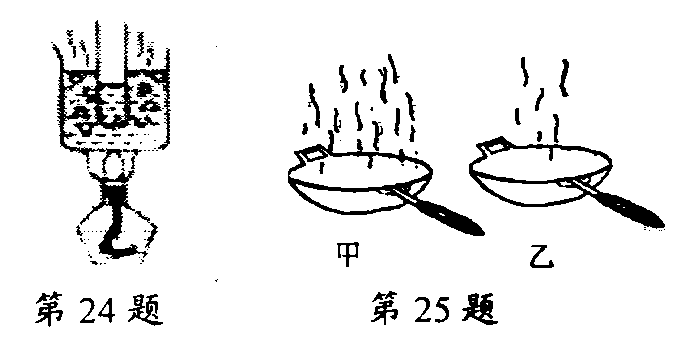 甲 乙
第 24 题 第 25 题